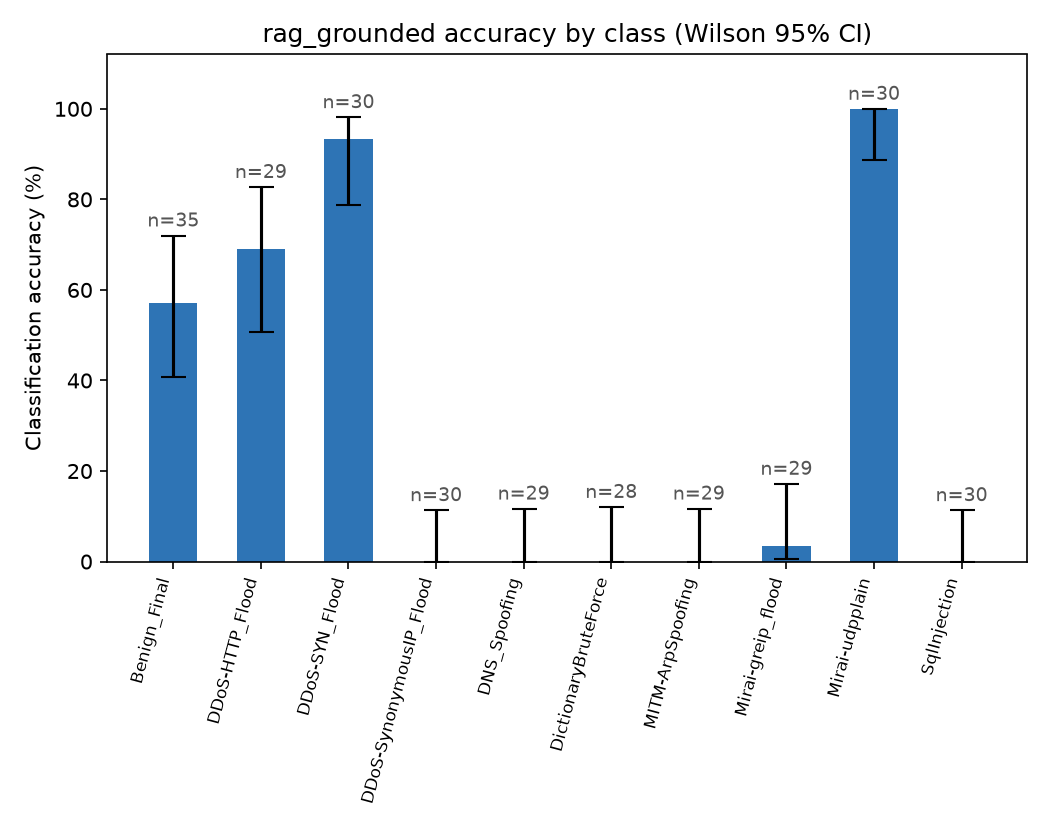 rag_grounded accuracy by class (Wilson 95% CI)
Classification accuracy (%)
100
80
60
40
20
0
n=35
n=29
n=30
n=30
n=29
n=28
n=29
n=29
n=30
n=30
Benign_Final
DDoS-HTTP_Flood
DDoS-SYN_Flood
DDoS-SynonymousIP_Flood
DNS_Spoofing
DictionaryBruteForce
MITM-ArpSpoofing
Mirai-greip_flood
Mirai-udpplain
SqlInjection